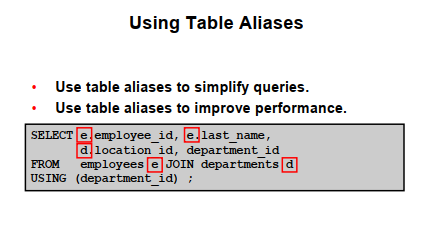 Using Table Aliases
• Use table aliases to simplify queries.
• Use table aliases to improve performance.
SELECT e.employee_id, e.last_name,
d.location_id, department_id
FROM employees e JOIN departments d
USING (department_id) ;